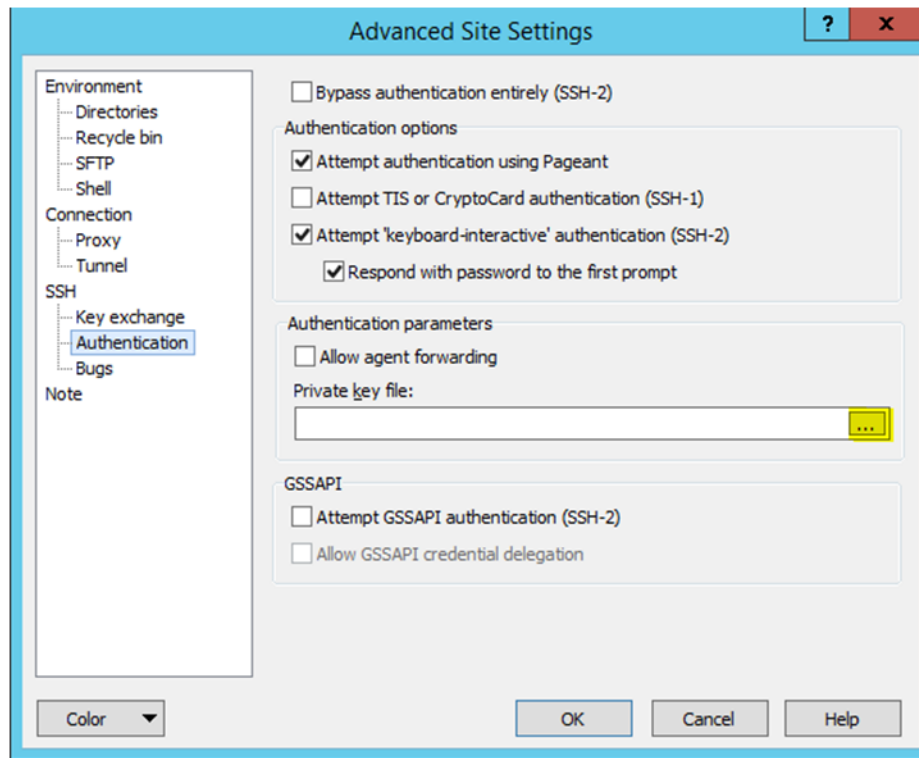 Advanced Site Settings
?
x
Environment
Directories
Recycle bin
SFTP
Shell
Connection
Proxy
Tunnel
SSH
Key exchange
Authentication
Bugs
Note
Bypass authentication entirely (SSH-2)
Authentication options
Attempt authentication using Pageant
Attempt TIS or CryptoCard authentication (SSH-1)
Attempt 'keyboard-interactive' authentication (SSH-2)
Respond with password to the first prompt
Authentication parameters
Allow agent forwarding
Private key file:
...
GSSAPI
Attempt GSSAPI authentication (SSH-2)
Allow GSSAPI credential delegation
Color
OK
Cancel
Help